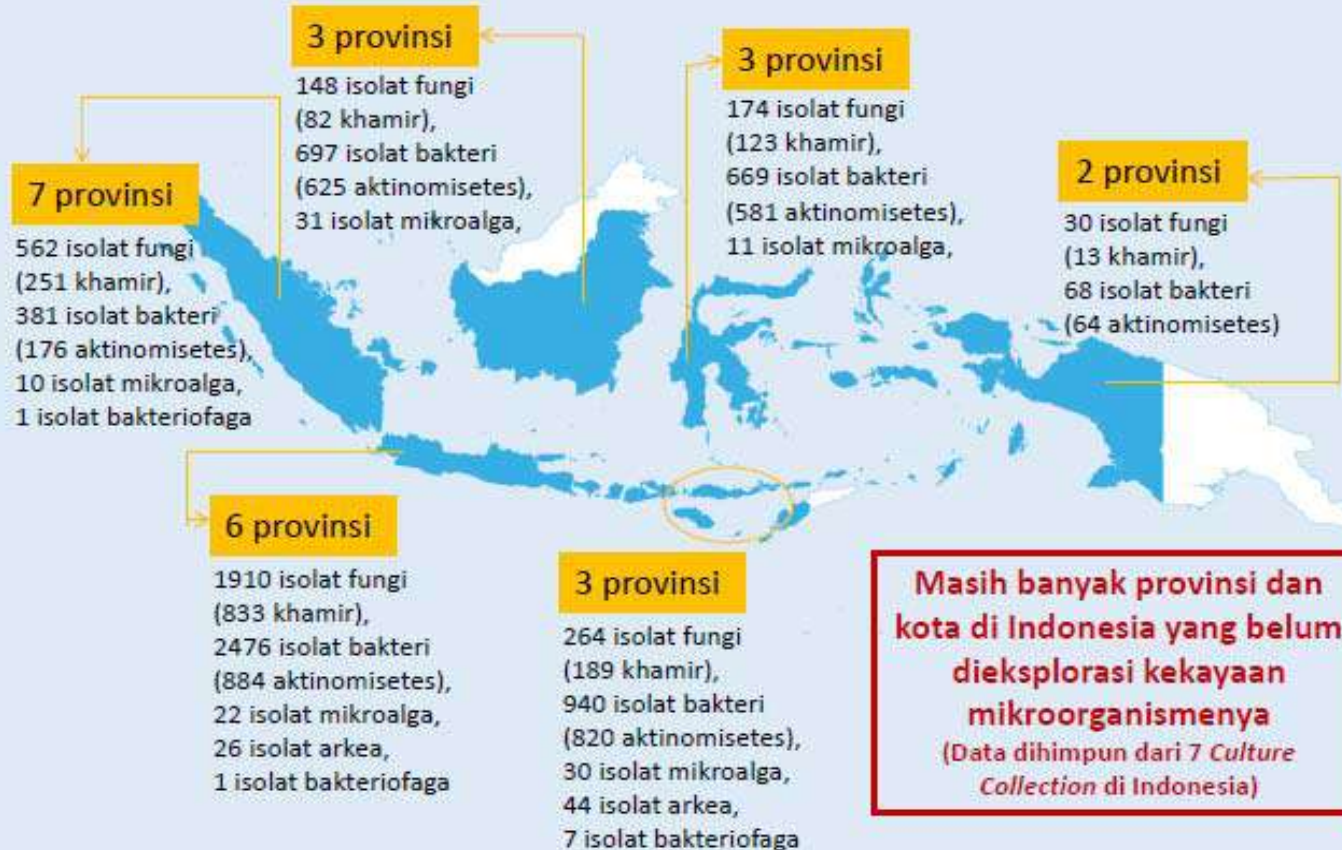 3 provinsi
148 isolat fungi
(82 khamir),
697 isolat bakteri
(625 aktinomisetes),
31 isolat mikroalga,
3 provinsi
174 isolat fungi
(123 khamir),
669 isolat bakteri
(581 aktinomisetes),
11 isolat mikroalga,
2 provinsi
30 isolat fungi
(13 khamir),
68 isolat bakteri
(64 aktinomisetes)
7 provinsi
562 isolat fungi
(251 khamir),
381 isolat bakteri
(176 aktinomisetes),
10 isolat mikroalga,
1 isolat bakteriofaga
6 provinsi
1910 isolat fungi
(833 khamir),
2476 isolat bakteri
(884 aktinomisetes),
22 isolat mikroalga,
26 isolat arkea,
1 isolat bakteriofaga
3 provinsi
264 isolat fungi
(189 khamir),
940 isolat bakteri
(820 aktinomisetes),
30 isolat mikroalga,
44 isolat arkea,
7 isolat bakteriofaga
Masih banyak provinsi dan
kota di Indonesia yang belum
dieksplorasi kekayaan
mikroorganismenya
(Data dihimpun dari 7 Culture
Collection di Indonesia)